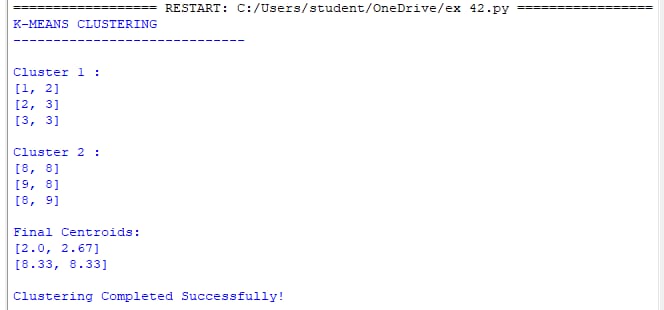 ================== RESTART: C:/Users/student/OneDrive/ex 42.py =================
K-MEANS CLUSTERING
-----------------------------
Cluster 1 :
[1, 2]
[2, 3]
[3, 3]
Cluster 2 :
[8, 8]
[9, 8]
[8, 9]
Final Centroids:
[2.0, 2.67]
[8.33, 8.33]
Clustering Completed Successfully!